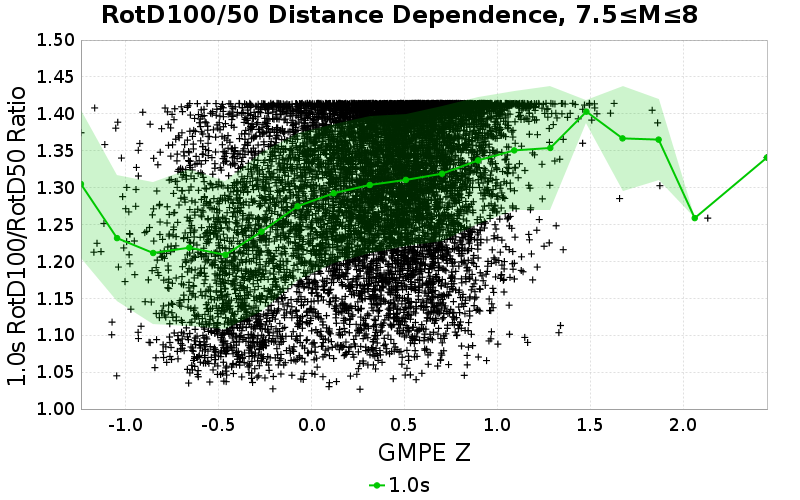 RotD100/50 Distance Dependence, 7.5≤M≤8
1.0s RotD100/RotD50 Ratio
1.50
1.45
1.40
1.35
1.30
1.25
1.20
1.15
1.10
1.05
1.00
-1.0 -0.5 0.0 0.5 1.0 1.5 2.0
GMPE Z
1.0s